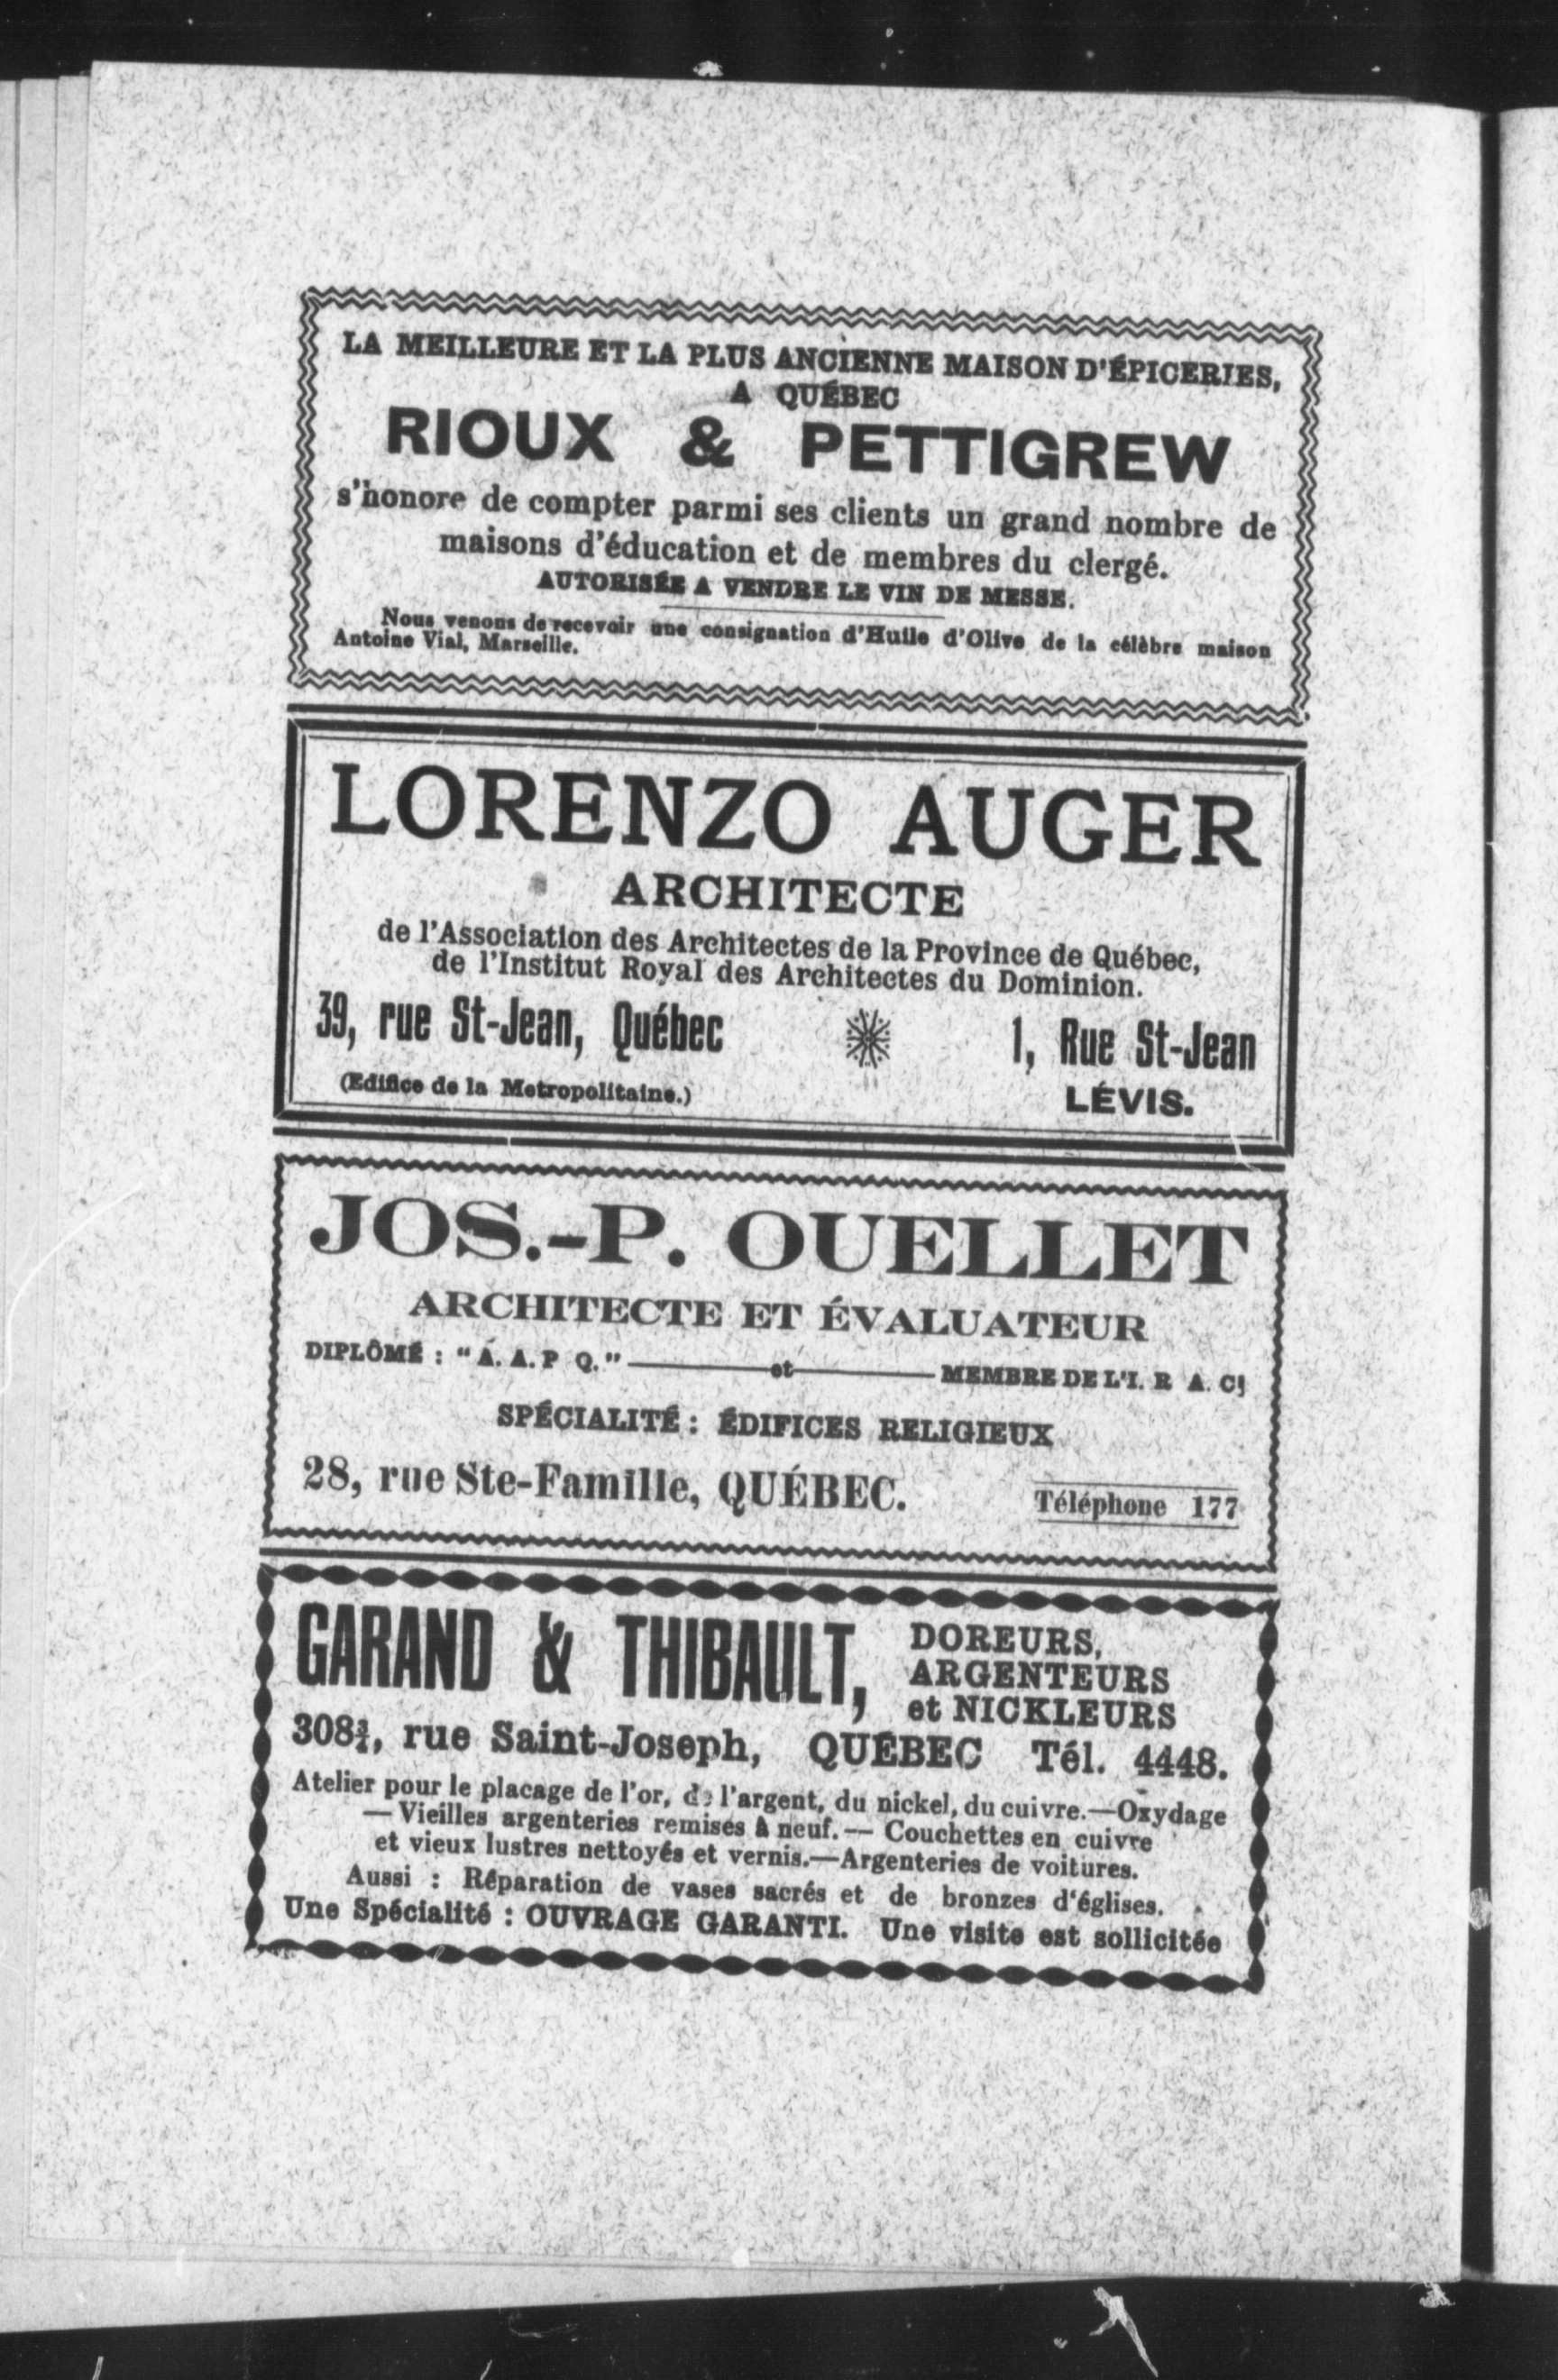 LA MEILLEURE ET LA PLUS ANCIENNE MAISON D'ÉPICERIES,
A QUÉBEC
RIOUX & PETTIGREW
s'honore de compter parmi ses clients un grand nombre de
maisons d'éducation et de membres du clergé.
AUTORISÉE A VENDRE LE VIN DE MESSE.
Nous venons de recevoir une consignation d'Huile d'Olive de la célèbre maison
Antoine Vial, Marseille.
LORENZO AUGER
ARCHITECTE
de l'Association des Architectes de la Province de Québec,
de l'Institut Royal des Architectes du Dominion.
39, rue St-Jean, Québec
(Edifice de la Metropolitaine.)
1, Rue St-Jean
LÉVIS.
JOS.-P. OUELLET
ARCHITECTE ET ÉVALUATEUR
DIPLÔMÉ : "A. A. P Q."—et—MEMBRE DE L'I. R A. C
SPÉCIALITÉ : ÉDIFICES RELIGIEUX
28, rue Ste-Famille, QUÉBEC. Téléphone 177
GARAND & THIBAULT,
DOREURS,
ARGENTEURS
et NICKLEURS
308¾, rue Saint-Joseph, QUÉBEC Tél. 4448.
Atelier pour le placage de l'or, de l'argent, du nickel, du cuivre.—Oxydage
— Vieilles argenteries remises à neuf. — Couchettes en cuivre
et vieux lustres nettoyés et vernis.—Argenteries de voitures.
Aussi : Réparation de vases sacrés et de bronzes d'églises.
Une Spécialité : OUVRAGE GARANTI. Une visite est sollicitée